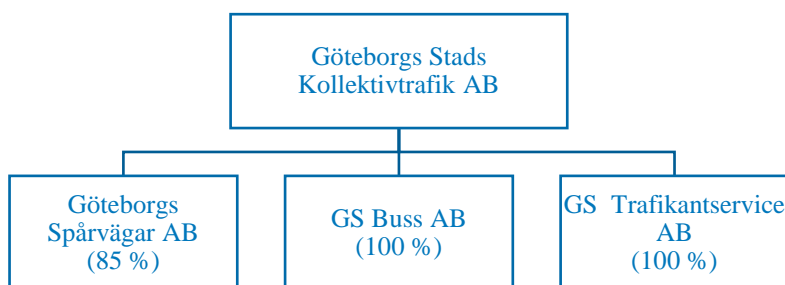 Göteborgs Stads
Kollektivtrafik AB
Göteborgs
Spårvägar AB
(85 %)
GS Buss AB
(100 %)
GS Trafikantservice
AB
(100 %)